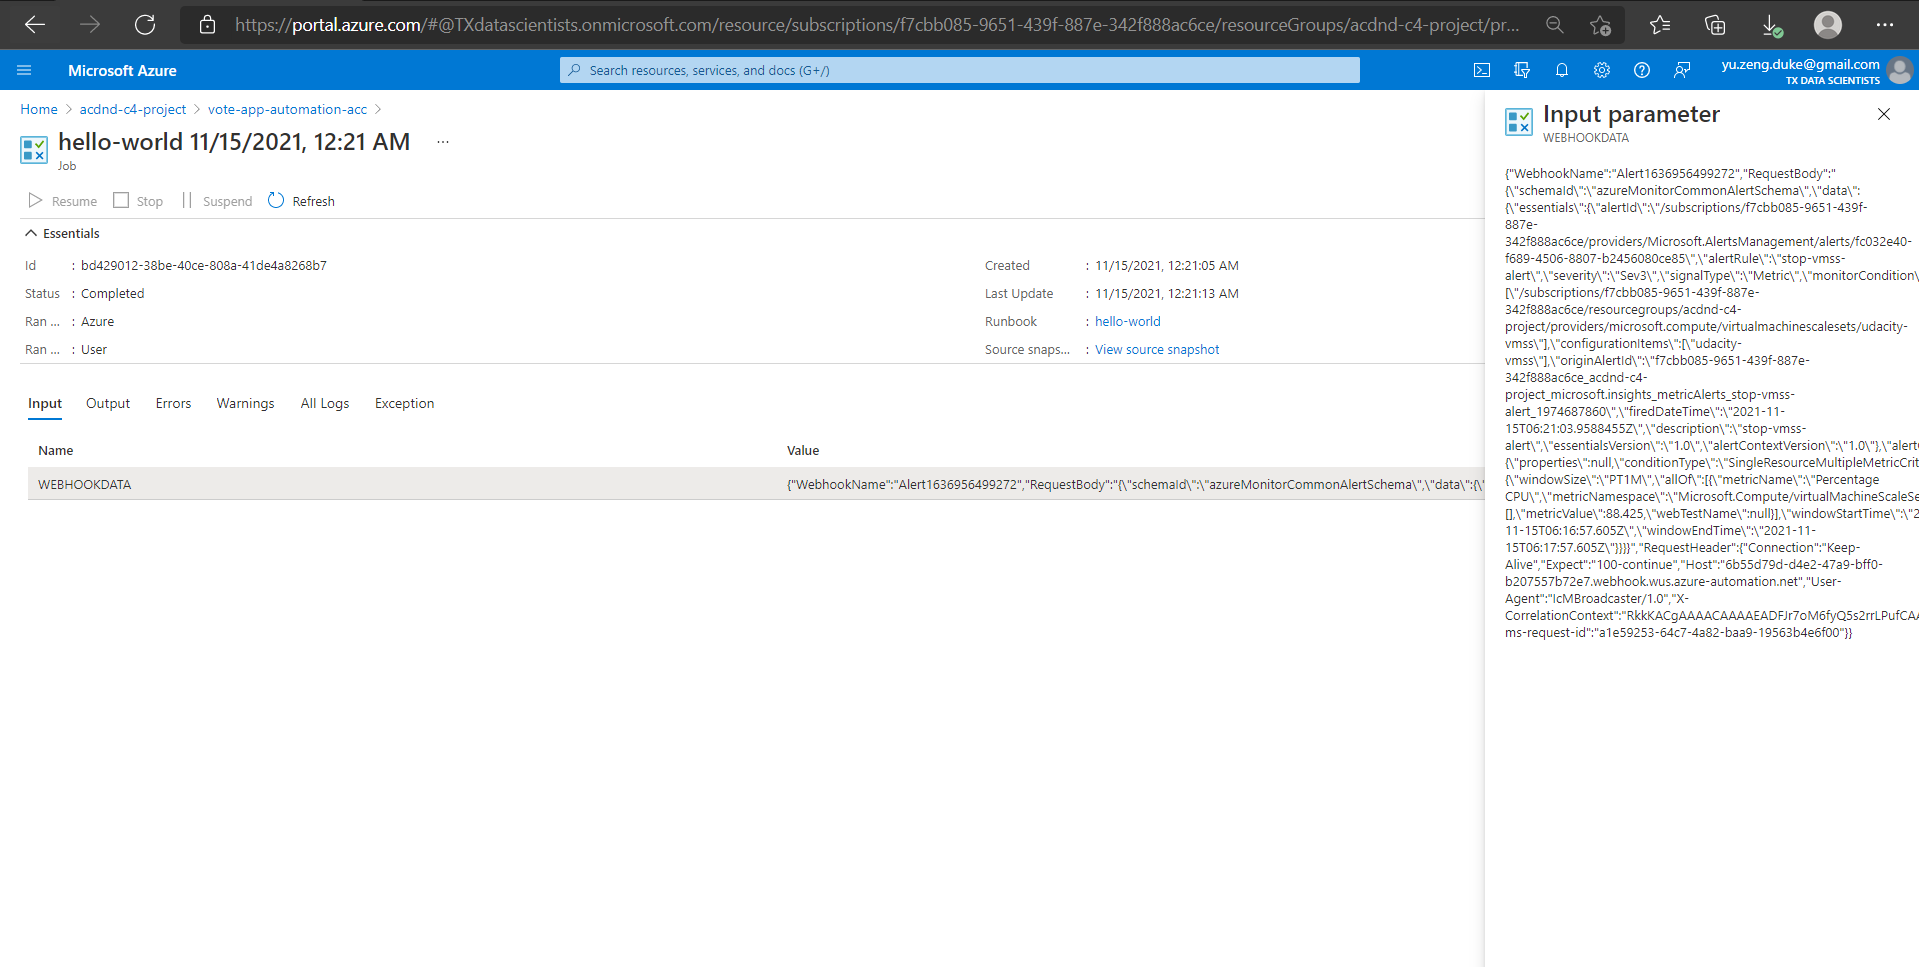 https://portal.azure.com/#@TXdatascientists.onmicrosoft.com/resource/subscriptions/f7cbb085-9651-439f-887e-342f888ac6ce/resourceGroups/acdnd-c4-project/pr...
Microsoft Azure
Search resources, services, and docs (G+/)
yu.zeng.duke@gmail.com
TX DATA SCIENTISTS
Home > acdnd-c4-project > vote-app-automation-acc >
hello-world 11/15/2021, 12:21 AM ...
Job
Resume Stop Suspend Refresh
Essentials
Id : bd429012-38be-40ce-808a-41de4a8268b7
Status : Completed
Ran ... : Azure
Ran ... : User
Created : 11/15/2021, 12:21:05 AM
Last Update : 11/15/2021, 12:21:13 AM
Runbook : hello-world
Source snaps... : View source snapshot
Input Output Errors Warnings All Logs Exception
Name Value
WEBHOOKDATA {"WebhookName":"Alert1636956499272","RequestBody":"{\"schemaId\":\"azureMonitorCommonAlertSchema\",\"data\":{\"
Input parameter
WEBHOOKDATA
{"WebhookName":"Alert1636956499272","RequestBody":"
{\"schemaId\":\"azureMonitorCommonAlertSchema\",\"data\":
{\"essentials\":{\"alertId\":\"/subscriptions/f7cbb085-9651-439f-
887e-
342f888ac6ce/providers/Microsoft.AlertsManagement/alerts/fc032e40-
f689-4506-8807-b2456080ce85\",\"alertRule\":\"stop-vmss-
alert\",\"severity\":\"Sev3\",\"signalType\":\"Metric\",\"monitorCondition\
[\"/subscriptions/f7cbb085-9651-439f-887e-
342f888ac6ce/resourcegroups/acdnd-c4-
project/providers/microsoft.compute/virtualmachinescalesets/udacity-
vmss\"],\"configurationItems\":[\"udacity-
vmss\"],\"originAlertId\":\"f7cbb085-9651-439f-887e-
342f888ac6ce_acdnd-c4-
project_microsoft.insights_metricAlerts_stop-vmss-
alert_1974687860\",\"firedDateTime\":\"2021-11-
15T06:21:03.9588455Z\",\"description\":\"stop-vmss-
alert\",\"essentialsVersion\":\"1.0\",\"alertContextVersion\":\"1.0\"},\"alertC
{\"properties\":null,\"conditionType\":\"SingleResourceMultipleMetricCrit
{\"windowSize\":\"PT1M\",\"allOf\":[{\"metricName\":\"Percentage
CPU\",\"metricNamespace\":\"Microsoft.Compute/virtualMachineScaleSe
[],\"metricValue\":88.425,\"webTestName\":null}],\"windowStartTime\":\"2
11-15T06:16:57.605Z\",\"windowEndTime\":\"2021-11-
15T06:17:57.605Z\"}}}}","RequestHeader":{"Connection":"Keep-
Alive","Expect":"100-continue","Host":"6b55d79d-d4e2-47a9-bff0-
b207557b72e7.webhook.wus.azure-automation.net","User-
Agent":"IcMBroadcaster/1.0","X-
CorrelationContext":"RkkKACgAAAACAAAAEADFJr7oM6fyQ5s2rrLPufCAA
ms-request-id":"a1e59253-64c7-4a82-baa9-19563b4e6f00"}}